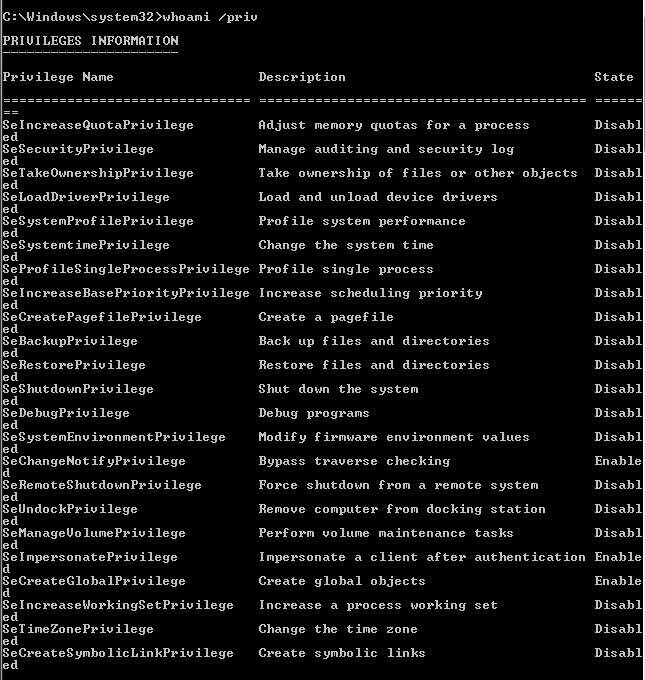 C:\Windows\system32>whoami /priv
PRIVILEGES INFORMATION
----------------------
Privilege Name                  Description                               State
=============================== ========================================= ======
==
SeIncreaseQuotaPrivilege        Adjust memory quotas for a process        Disabl
ed
SeSecurityPrivilege             Manage auditing and security log          Disabl
ed
SeTakeOwnershipPrivilege        Take ownership of files or other objects  Disabl
ed
SeLoadDriverPrivilege           Load and unload device drivers            Disabl
ed
SeSystemProfilePrivilege        Profile system performance                Disabl
ed
SeSystemtimePrivilege           Change the system time                    Disabl
ed
SeProfileSingleProcessPrivilege Profile single process                    Disabl
ed
SeIncreaseBasePriorityPrivilege Increase scheduling priority              Disabl
ed
SeCreatePagefilePrivilege       Create a pagefile                         Disabl
ed
SeBackupPrivilege               Back up files and directories             Disabl
ed
SeRestorePrivilege              Restore files and directories             Disabl
ed
SeShutdownPrivilege             Shut down the system                      Disabl
ed
SeDebugPrivilege                Debug programs                            Disabl
ed
SeSystemEnvironmentPrivilege    Modify firmware environment values        Disabl
ed
SeChangeNotifyPrivilege         Bypass traverse checking                  Enable
d
SeRemoteShutdownPrivilege       Force shutdown from a remote system       Disabl
ed
SeUndockPrivilege               Remove computer from docking station      Disabl
ed
SeManageVolumePrivilege         Perform volume maintenance tasks          Disabl
ed
SeImpersonatePrivilege          Impersonate a client after authentication Enable
d
SeCreateGlobalPrivilege         Create global objects                     Enable
d
SeIncreaseWorkingSetPrivilege   Increase a process working set            Disabl
ed
SeTimeZonePrivilege             Change the time zone                      Disabl
ed
SeCreateSymbolicLinkPrivilege   Create symbolic links                     Disabl
ed